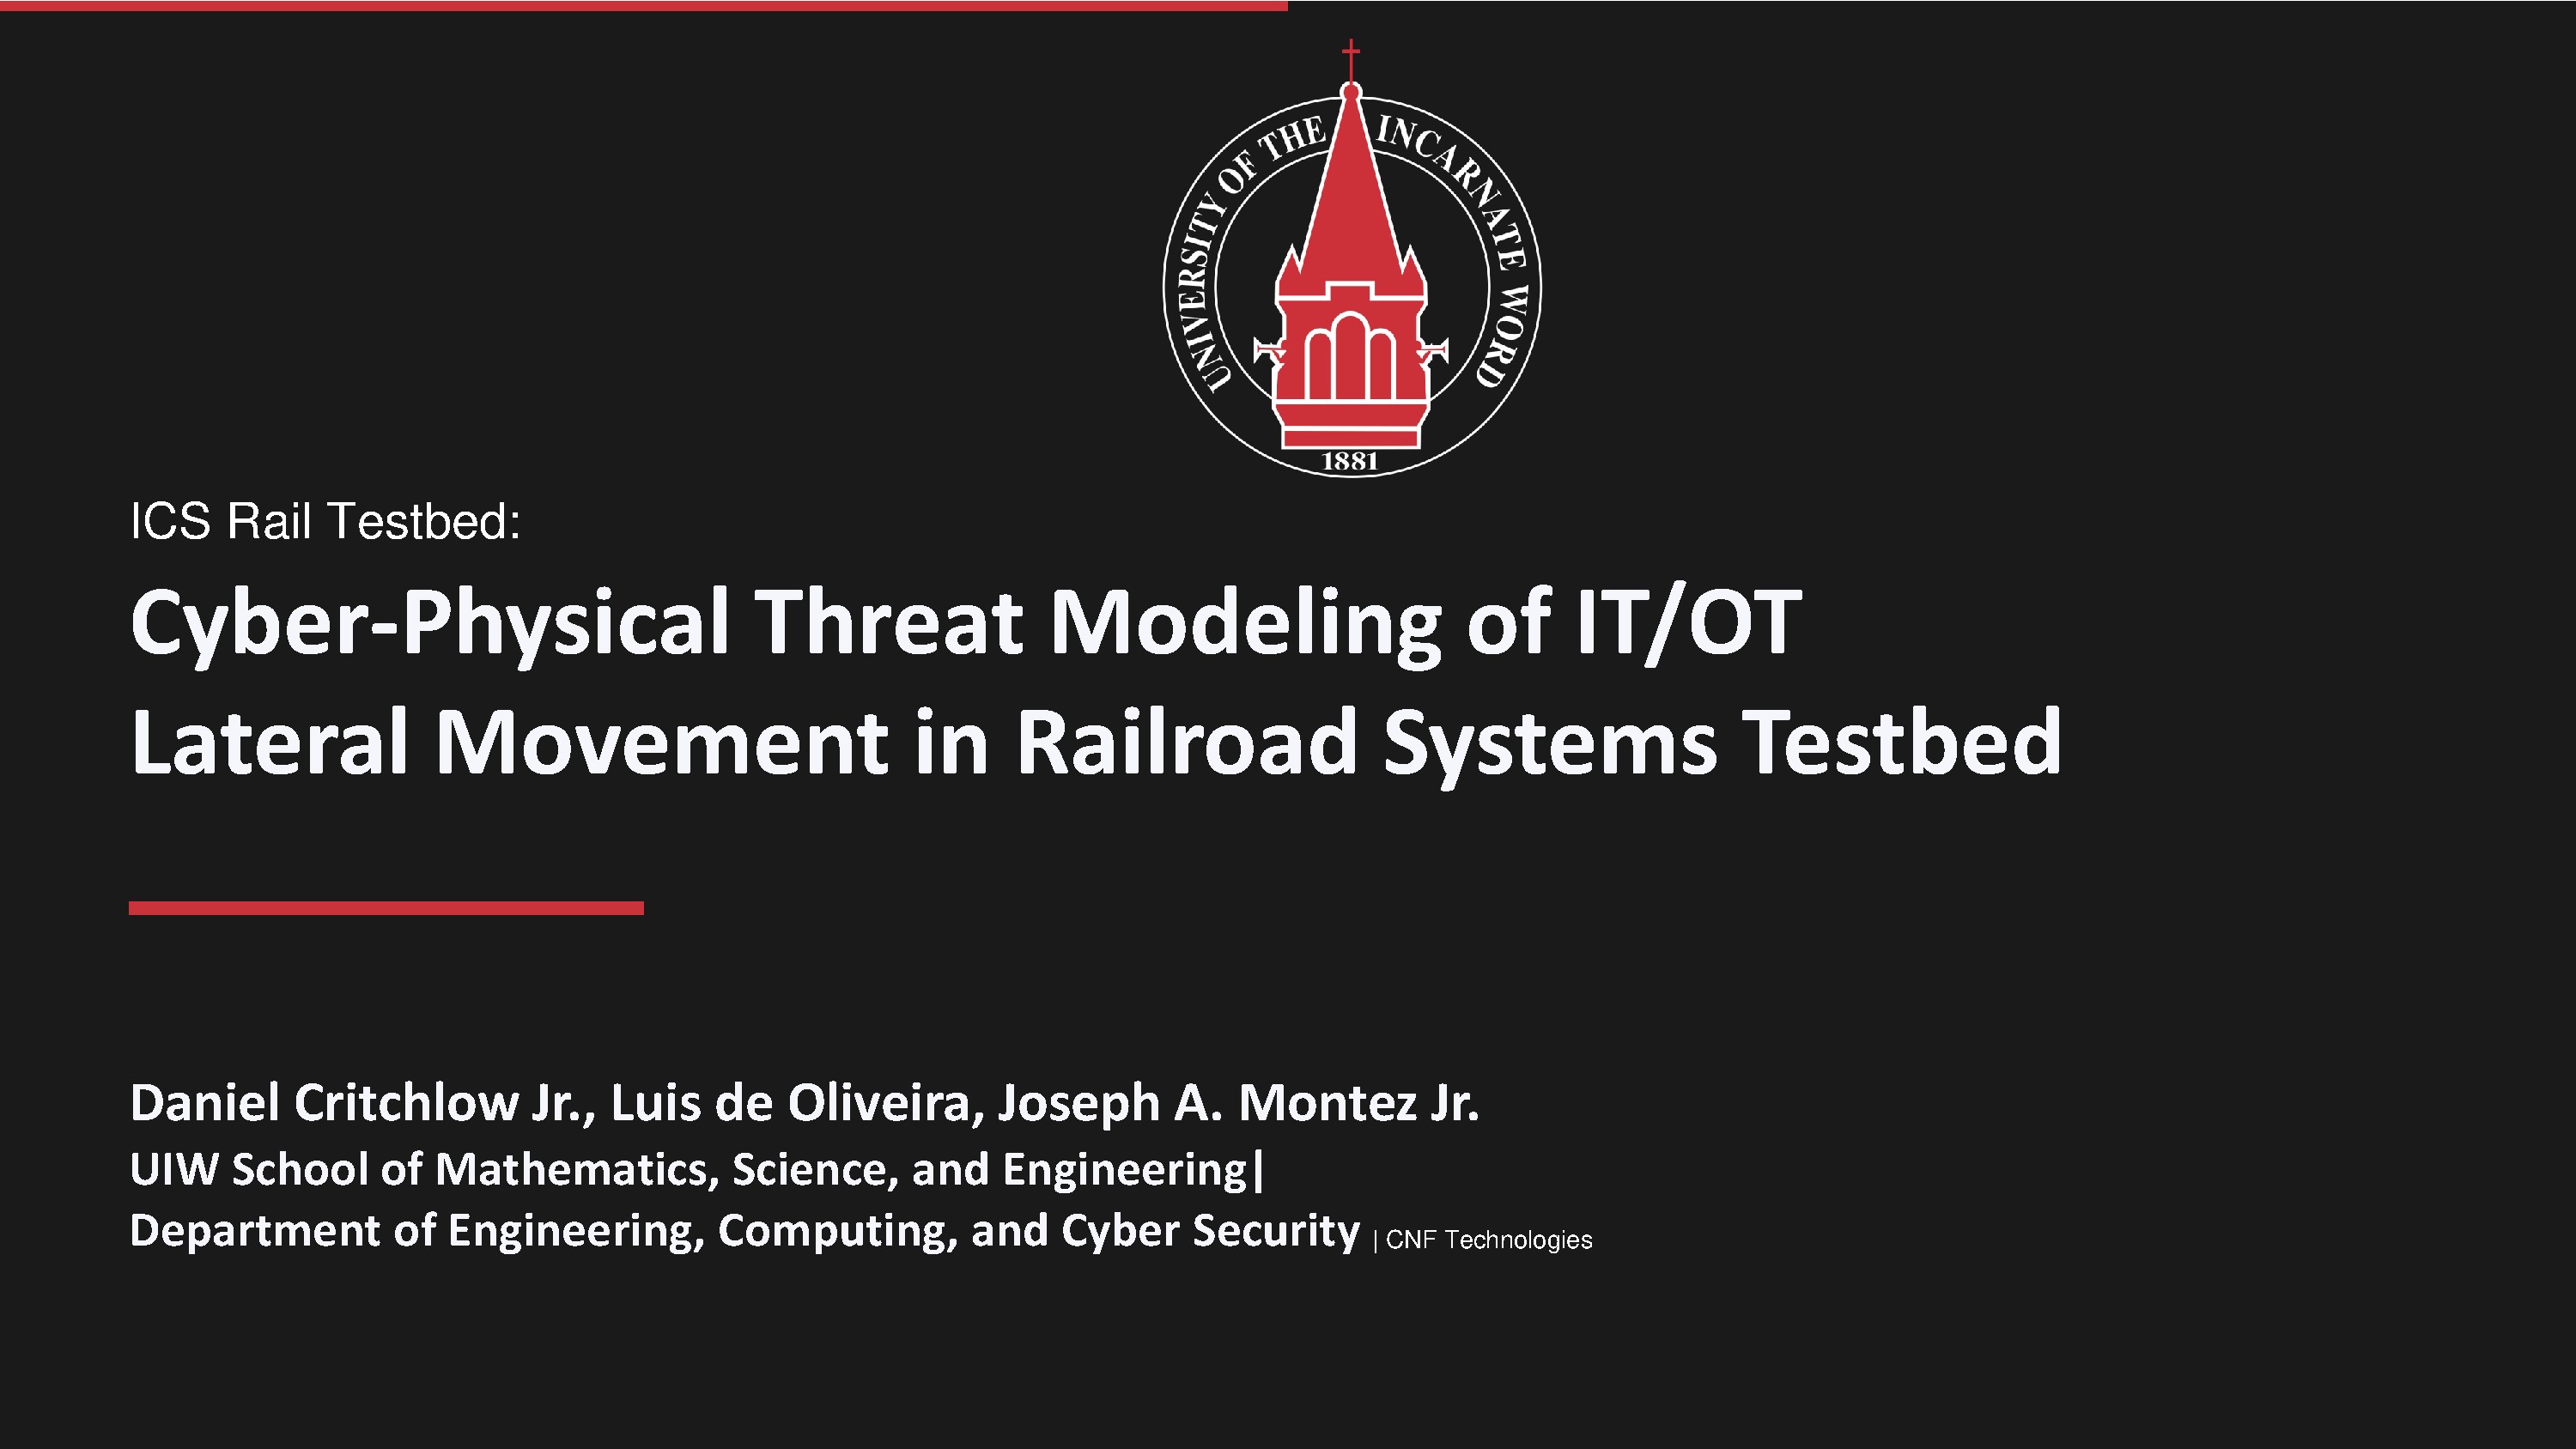 UNIVERSITY OF THE INCARNATE WORD
1881
ICS Rail Testbed:
Cyber-Physical Threat Modeling of IT/OT
Lateral Movement in Railroad Systems Testbed
Daniel Critchlow Jr., Luis de Oliveira, Joseph A. Montez Jr.
UIW School of Mathematics, Science, and Engineering|
Department of Engineering, Computing, and Cyber Security | CNF Technologies